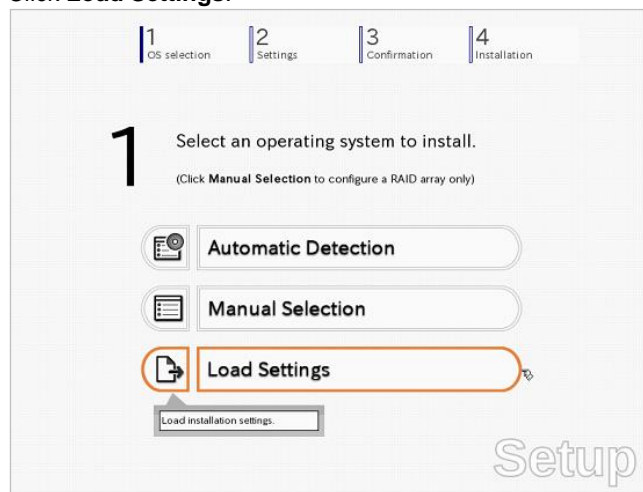 Click Load Settings.
1 2 3 4
OS selection Settings Confirmation Installation
1 Select an operating system to install.
(Click Manual Selection to configure a RAID array only)
Automatic Detection
Manual Selection
Load Settings
Load installation settings.
Setup